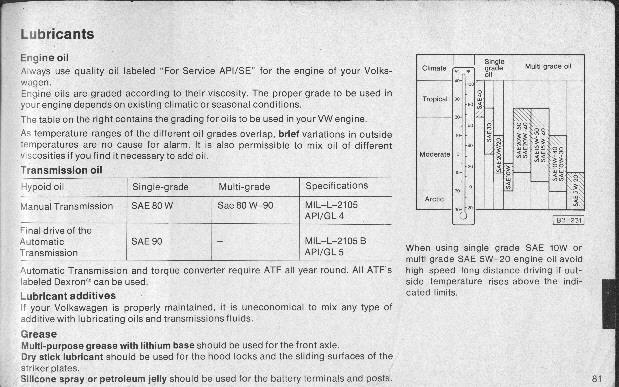 Lubricants
Engine oil
Always use quality oil labeled "For Service API/SE" for the engine of your Volks-
wagen.
Engine oils are graded according to their viscosity. The proper grade to be used in
your engine depends on existing climatic or seasonal conditions.
The table on the right contains the grading for oils to be used in your VW engine.
As temperature ranges of the different oil grades overlap, brief variations in outside
temperatures are no cause for alarm. It is also permissible to mix oil of different
viscosities if you find it necessary to add oil.
Transmission oil
Hypoid oil Single-grade Multi-grade Specifications
Manual Transmission SAE 80 W Sae 80 W-90 MIL-L-2105
API/GL 4
Final drive of the
Automatic SAE 90 - MIL-L-2105 B
Transmission API/GL 5
Automatic Transmission and torque converter require ATF all year round. All ATF's
labeled Dexron® can be used.
Lubricant additives
If your Volkswagen is properly maintained, it is uneconomical to mix any type of
additive with lubricating oils and transmissions fluids.
Grease
Multi-purpose grease with lithium base should be used for the front axle.
Dry stick lubricant should be used for the hood locks and the sliding surfaces of the
striker plates.
Silicone spray or petroleum jelly should be used for the battery terminals and posts.
Climate
Single
grade
oil
Multi grade oil
Tropical
Moderate
Arctic
SAE 40
SAE 30
SAE 20W/20
SAE 10W
SAE 20W-50
SAE 20W-40
SAE 15W-50
SAE 15W-40
SAE 10W-40
SAE 10W-30
SAE 5W-20
B3-231
When using single grade SAE 10W or
multi grade SAE 5W-20 engine oil avoid
high speed long distance driving if out-
side temperature rises above the indi-
cated limits.
81